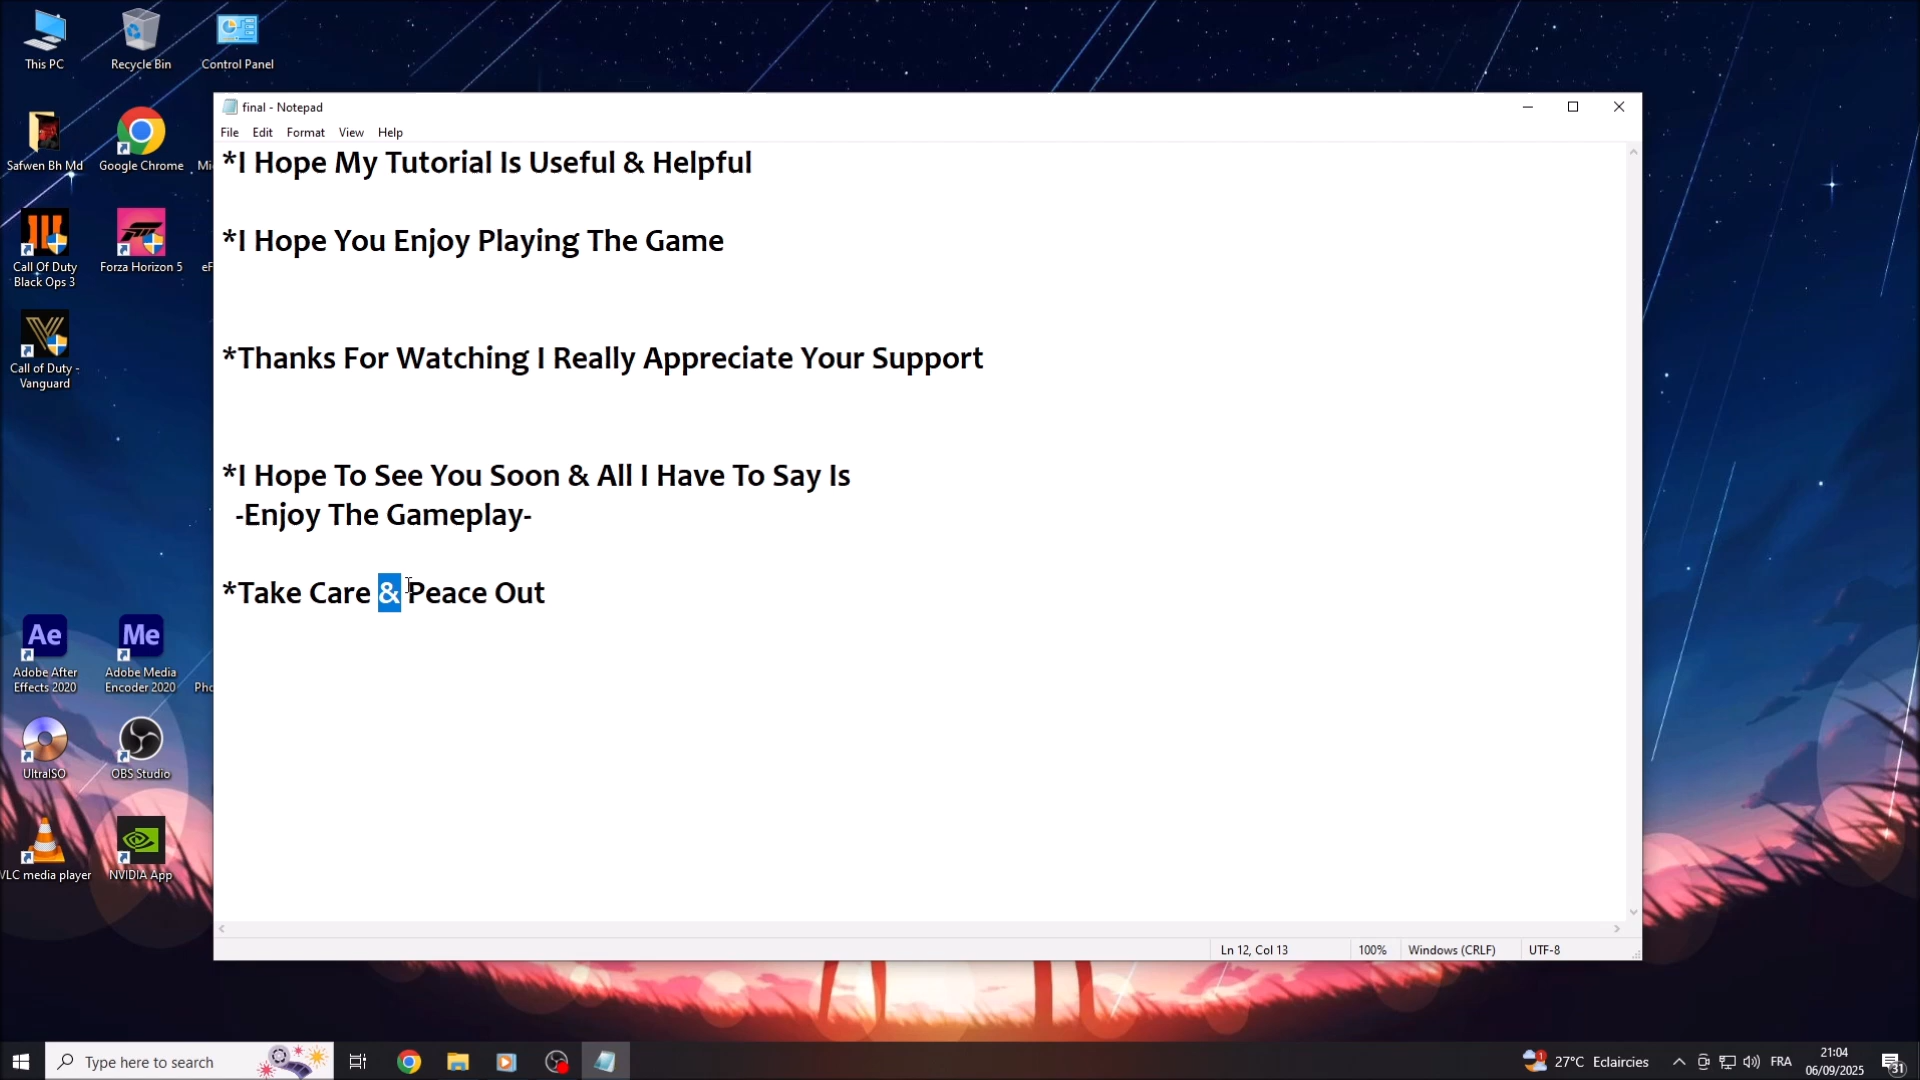 This PC
Recycle Bin
Control Panel
final - Notepad
File Edit Format View Help
Safwen Bh Md
Google Chrome
*I Hope My Tutorial Is Useful & Helpful
*I Hope You Enjoy Playing The Game
Call Of Duty
Black Ops 3
Forza Horizon 5
*Thanks For Watching I Really Appreciate Your Support
Call of Duty -
Vanguard
*I Hope To See You Soon & All I Have To Say Is
-Enjoy The Gameplay-
*Take Care & Peace Out
Ae
Me
Adobe After
Effects 2020
Adobe Media
Encoder 2020
UltraISO
OBS Studio
VLC media player
NVIDIA App
Ln 12, Col 13
100%
Windows (CRLF)
UTF-8
Type here to search
27°C Eclaircies
FRA
21:04
06/09/2025
31